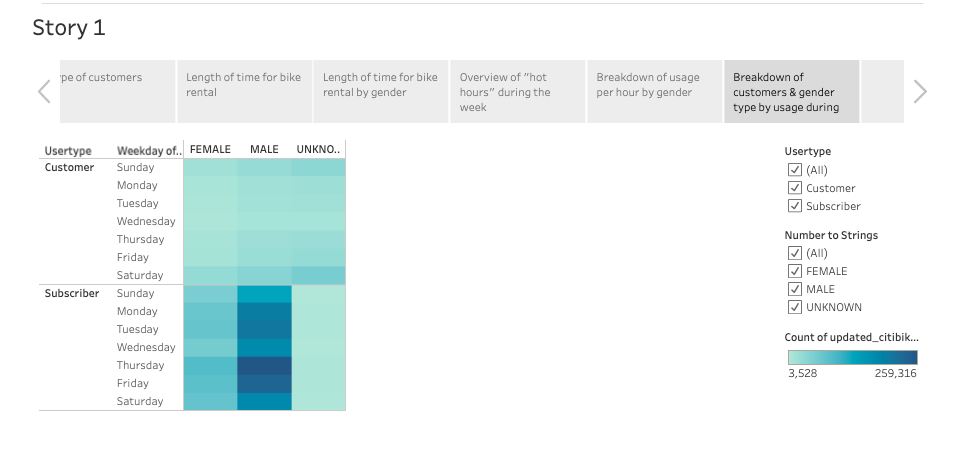 Story 1
pe of customers
Length of time for bike
rental
Length of time for bike
rental by gender
Overview of "hot
hours" during the
week
Breakdown of usage
per hour by gender
Breakdown of
customers & gender
type by usage during
Usertype Weekday of.. FEMALE MALE UNKNO..
Customer Sunday
Monday
Tuesday
Wednesday
Thursday
Friday
Saturday
Subscriber Sunday
Monday
Tuesday
Wednesday
Thursday
Friday
Saturday
Usertype
(All)
Customer
Subscriber
Number to Strings
(All)
FEMALE
MALE
UNKNOWN
Count of updated_citibik...
3,528 259,316